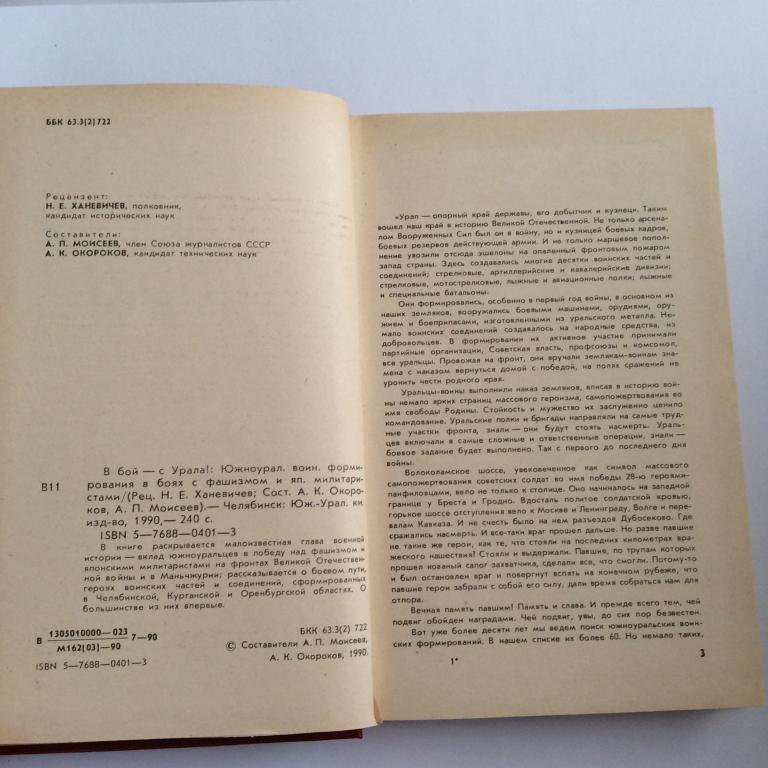 ББК 63.3(2) 722
Рецензент:
Н. Е. ХАНЕВИЧЕВ, полковник,
кандидат исторических наук
Составители:
А. П. МОИСЕЕВ, член Союза журналистов СССР
А. К. ОКОРОКОВ, кандидат технических наук
В бой — с Урала!: Южноурал. воин. форми-
В11 рования в боях с фашизмом и яп. милитари-
стами/(Рец. Н. Е. Ханевичев; Сост. А. К. Окоро-
ков, А. П. Моисеев).— Челябинск: Юж.-Урал. кн.
изд-во, 1990,— 240 с.
ISBN 5—7688—0401—3
В книге раскрывается малоизвестная глава военной
истории — вклад южноуральцев в победу над фашизмом и
японскими милитаристами на фронтах Великой Отечествен-
ной войны и в Маньчжурии; рассказывается о боевом пути,
героях воинских частей и соединений, сформированных
в Челябинской, Курганской и Оренбургской областях. О
большинстве из них впервые.
В 1305010000—023 7—90
М162(03)—90
ISBN 5—7688—0401—3
БКК 63.3(2) 722
© Составители А. П. Моисеев,
А. К. Окороков, 1990.
«Урал — опорный край державы, его добытчик и кузнец». Таким
вошел наш край в историю Великой Отечественной. Не только арсена-
лом Вооруженных Сил был он в войну, но и кузницей боевых кадров,
боевых резервов действующей армии. И не только маршевое попол-
нение увозили отсюда эшелоны на опаленный фронтовым пожаром
запад страны. Здесь создавались многие десятки воинских частей и
соединений; стрелковые, артиллерийские и кавалерийские дивизии;
стрелковые, мотострелковые, лыжные и авиационные полки; лыжные
и специальные батальоны.
Они формировались, особенно в первый год войны, в основном из
наших земляков, вооружались боевыми машинами, орудиями, ору-
жием и боеприпасами, изготовленными из уральского металла. Не-
мало воинских соединений создавалось на народные средства, из
добровольцев. В формировании их активное участие принимали
партийные организации, Советская власть, профсоюзы и комсомол,
все уральцы. Провожая на фронт, они вручали землякам-воинам зна-
мена с наказом вернуться домой с победой, на полях сражений не
уронить чести родного края.
Уральцы-воины выполнили наказ земляков, вписав в историю вой-
ны немало ярких страниц массового героизма, самопожертвования во
имя свободы Родины. Стойкость и мужество их заслуженно ценило
командование. Уральские полки и бригады направляли на самые труд-
ные участки фронта, знали — они будут стоять насмерть. Ураль-
цев включали в самые сложные и ответственные операции, знали —
боевое задание будет выполнено. Так с первого до последнего дня
войны.
Волоколамское шоссе, увековеченное как символ массового
самопожертвования советских солдат во имя победы 28-ю героями-
панфиловцами, вело не только к столице. Оно начиналось на западной
границе у Бреста и Гродно. Вдосталь политое солдатской кровью,
горькое шоссе отступления вело к Москве и Ленинграду, Волге и пере-
валам Кавказа. И не счесть было на нем разъездов Дубосеково. Где
сражались насмерть. И все-таки враг прошел дальше. Но разве павшие
не такие же герои, как те, что стояли на последних километрах вра-
жеского нашествия! Стояли и выдержали. Павшие, по трупам которых
прошел кованый сапог захватчика, сделали все, что смогли. Потому-то
и был остановлен враг и повергнут вспять на конечном рубеже, что
павшие герои забрали с собой его силу, дали время собраться нам для
отпора.
Вечная память павшим! Память и слава. И прежде всего тем, чей
подвиг обойден наградами. Чей подвиг, увы, до сих пор безвестен.
Вот уже более десяти лет мы ведем поиск южноуральских воин-
ских формирований. В нашем списке их более 60. Но немало таких,
1* 3